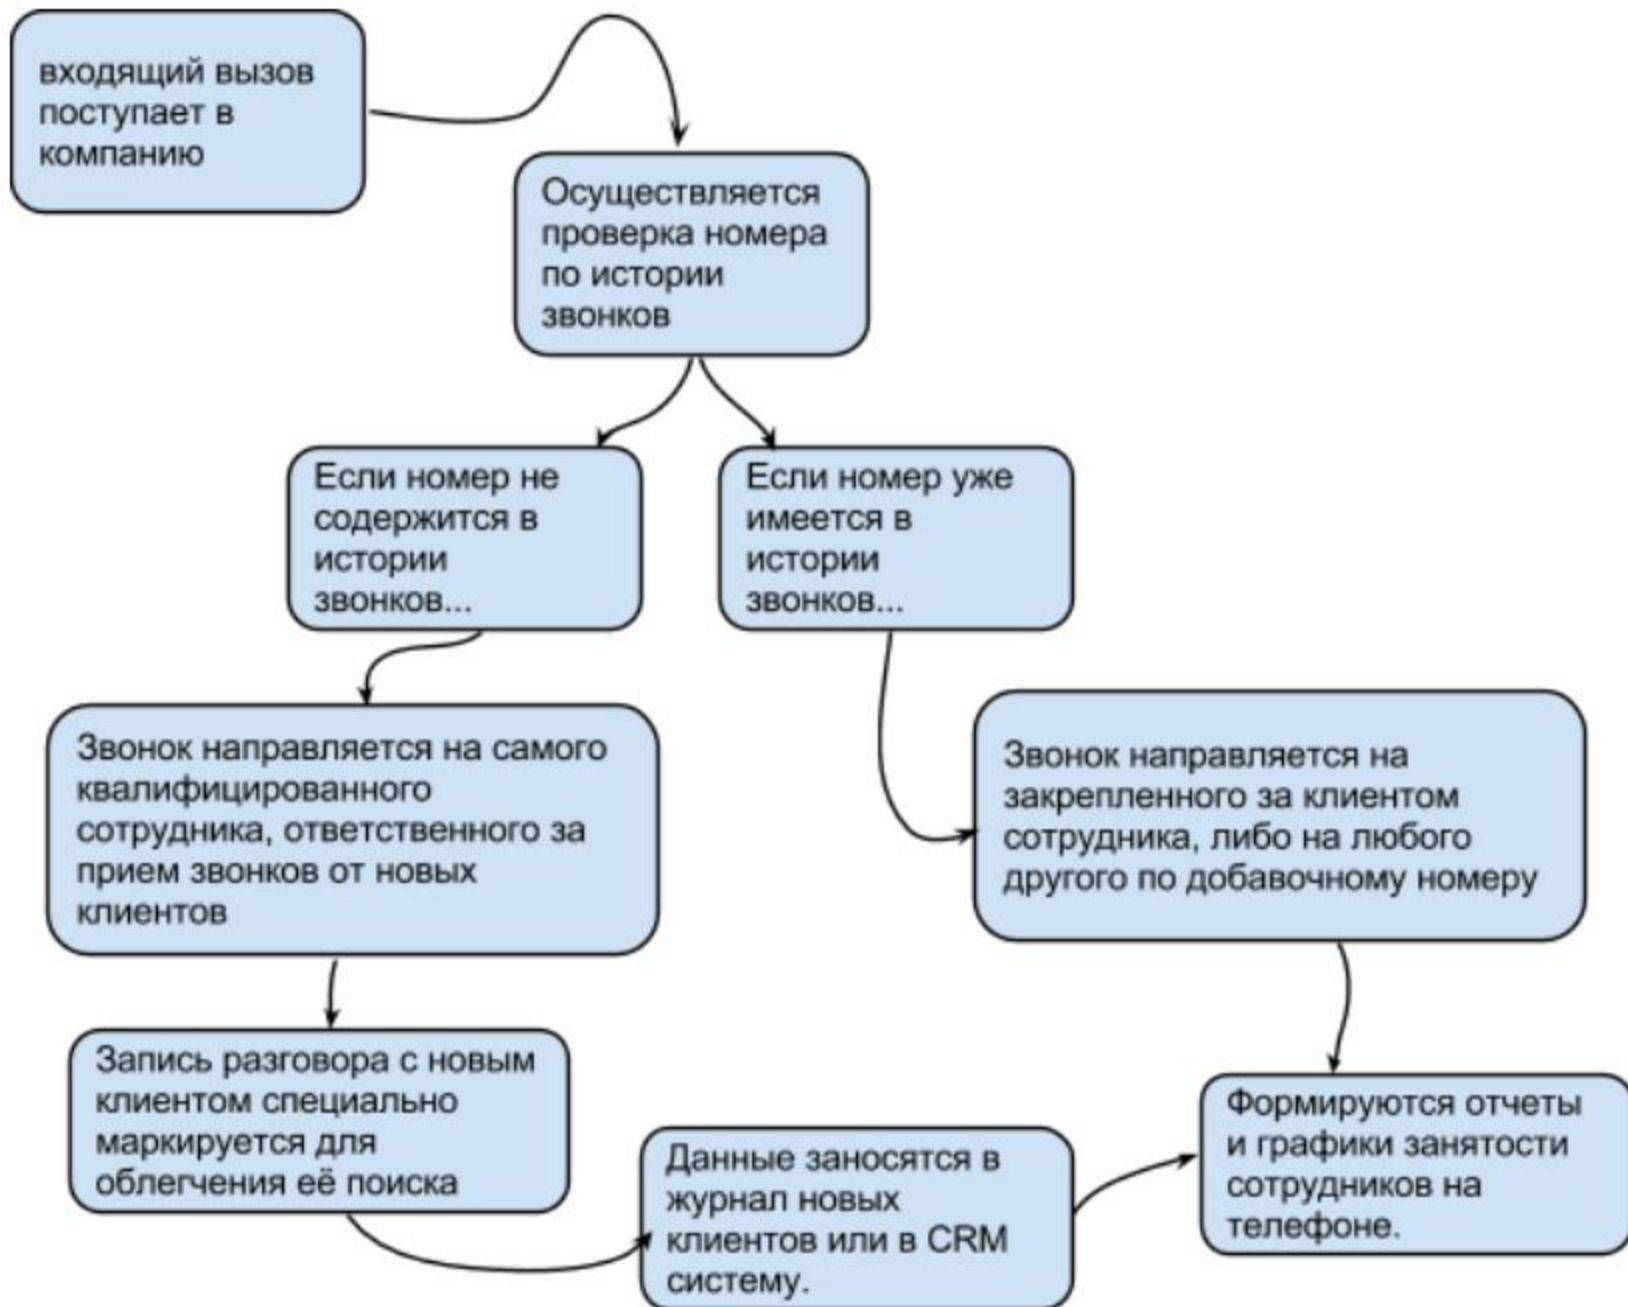 входящий вызов
поступает в
компанию
Осуществляется
проверка номера
по истории
звонков
Если номер не
содержится в
истории
звонков...
Если номер уже
имеется в
истории
звонков...
Звонок направляется на самого
квалифицированного
сотрудника, ответственного за
прием звонков от новых
клиентов
Звонок направляется на
закрепленного за клиентом
сотрудника, либо на любого
другого по добавочному номеру
Запись разговора с новым
клиентом специально
маркируется для
облегчения её поиска
Данные заносятся в
журнал новых
клиентов или в CRM
систему.
Формируются отчеты
и графики занятости
сотрудников на
телефоне.